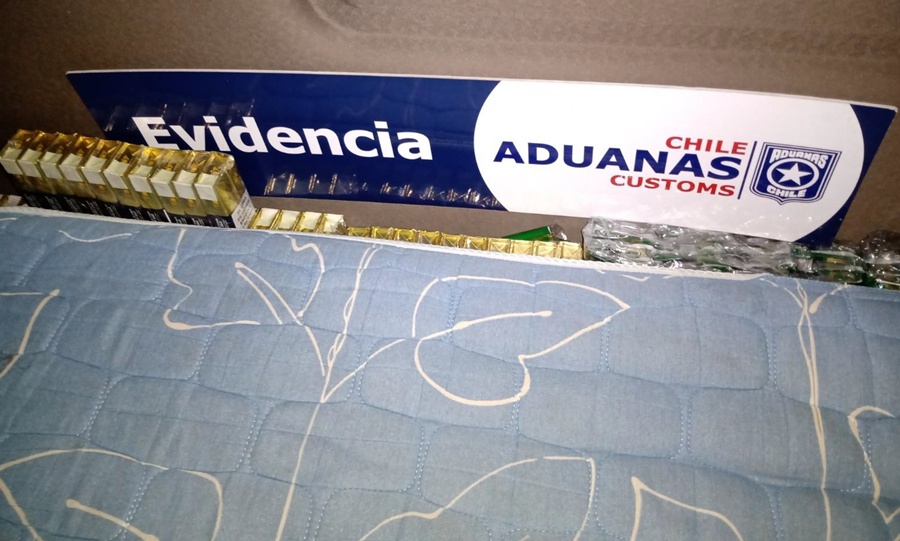 Evidencia
CHILE
ADUANAS
CUSTOMS
ADUANAS
CHILE